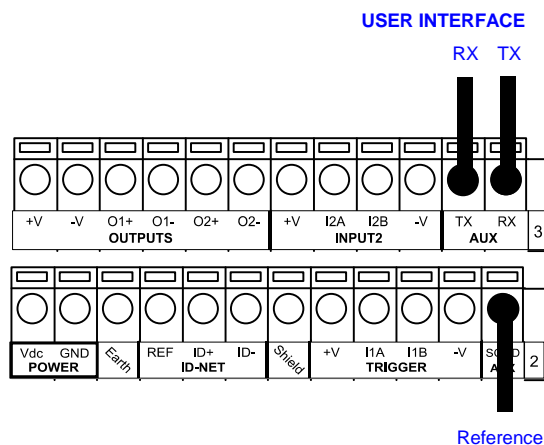 USER INTERFACE
RX TX
+V -V O1+ O1- O2+ O2- +V I2A I2B -V TX RX
OUTPUTS INPUT2 AUX
3
Vdc GND Earth REF ID+ ID- Shield +V I1A I1B -V
POWER ID-NET TRIGGER
2
Reference